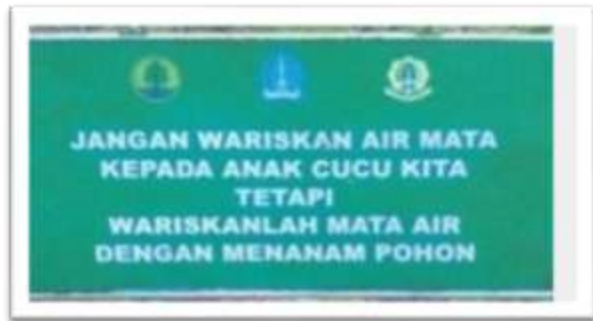 JANGAN WARISKAN AIR MATA
KEPADA ANAK CUCU KITA
TETAPI
WARISKANLAH MATA AIR
DENGAN MENANAM POHON